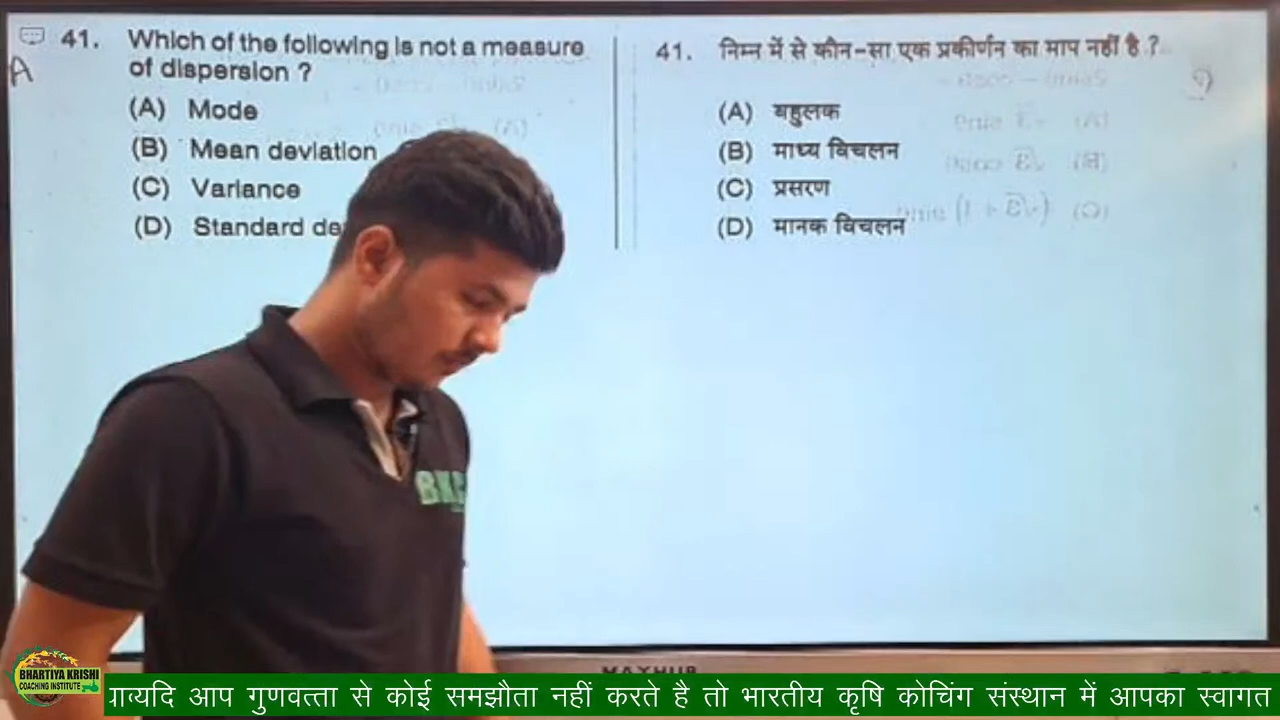 41. Which of the following is not a measure
of dispersion ?
(A) Mode
(B) Mean deviation
(C) Variance
(D) Standard de
A
41. निम्न में से कौन-सा एक प्रकीर्णन का माप नहीं है ?
(A) बहुलक
(B) माध्य विचलन
(C) प्रसरण
(D) मानक विचलन
BKC
MAXHUB
BHARTIYA KRISHI
COACHING INSTITUTE
यदि आप गुणवत्ता से कोई समझौता नहीं करते है तो भारतीय कृषि कोचिंग संस्थान में आपका स्वागत